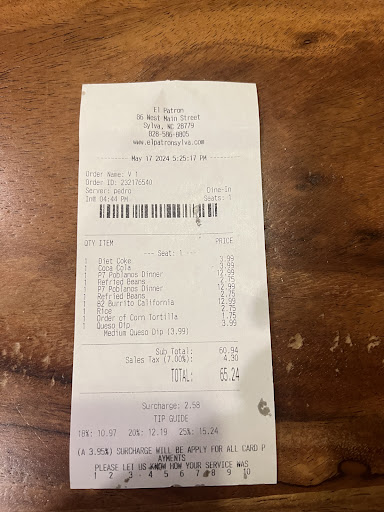 El Patron
86 West Main Street
Sylva, NC 28779
828-586-8805
www.elpatronsylva.com
May 17 2024 5:25:17 PM
Order Name: V 1
Order ID: 232176540
Server: pedro Dine-In
In# 04:44 PM Seats: 1
QTY ITEM PRICE
--- Seat: 1 ---
1 Diet Coke 3.99
1 Coca Cola 3.99
1 P7 Poblanos Dinner 12.99
1 Refried Beans 2.75
1 P7 Poblanos Dinner 12.99
1 Refried Beans 2.75
1 B2 Burrito California 12.99
1 Rice 2.75
1 Order of Corn Tortilla 1.75
1 Queso Dip 3.99
Medium Queso Dip (3.99)
Sub Total: 60.94
Sales Tax (7.00%): 4.30
TOTAL: 65.24
Surcharge: 2.58
TIP GUIDE
18%: 10.97 20%: 12.19 25%: 15.24
(A 3.95%) SURCHARGE WILL BE APPLY FOR ALL CARD P
AYMENTS
PLEASE LET US KNOW HOW YOUR SERVICE WAS
1 2 3 4 5 6 7 8 9 10